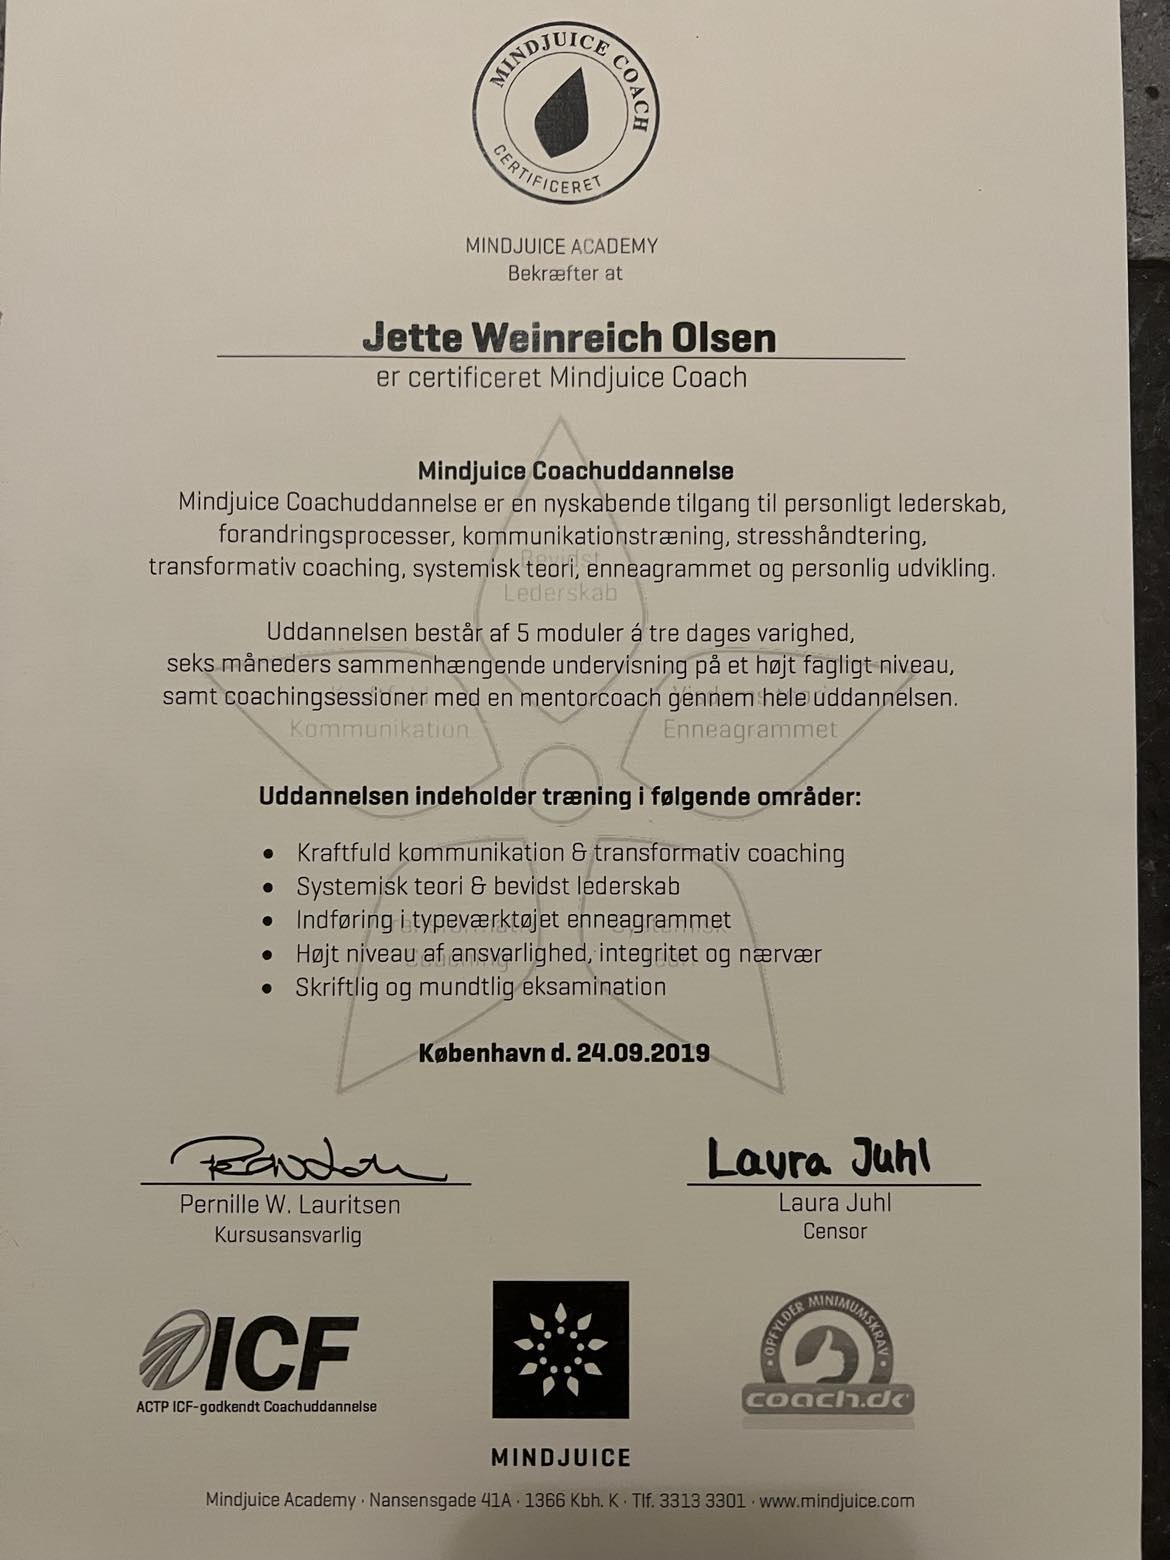 MINDJUICE COACH
CERTIFICERET
MINDJUICE ACADEMY
Bekræfter at
Jette Weinreich Olsen
er certificeret Mindjuice Coach
Mindjuice Coachuddannelse
Mindjuice Coachuddannelse er en nyskabende tilgang til personligt lederskab,
forandringsprocesser, kommunikationstræning, stresshåndtering,
Bevidst
transformativ coaching, systemisk teori, enneagrammet og personlig udvikling.
Lederskab
Uddannelsen består af 5 moduler á tre dages varighed,
seks måneders sammenhængende undervisning på et højt fagligt niveau,
Kraftfuld
samt coachingsessioner med en mentorcoach gennem hele uddannelsen.
Kommunikation
Enneagrammet
Uddannelsen indeholder træning i følgende områder:
• Kraftfuld kommunikation & transformativ coaching
• Systemisk teori & bevidst lederskab
• Indføring i typeværktøjet enneagrammet
Transformativ
Systemisk
• Højt niveau af ansvarlighed, integritet og nærvær
Coaching
• Skriftlig og mundtlig eksamination
København d. 24.09.2019
Laura Juhl
Pernille W. Lauritsen
Kursusansvarlig
Laura Juhl
Censor
ICF
ACTP ICF-godkendt Coachuddannelse
• OPFYLDER MINIMUMSKRAV •
coach.dk
MINDJUICE
Mindjuice Academy · Nansensgade 41A · 1366 Kbh. K · Tlf. 3313 3301 · www.mindjuice.com